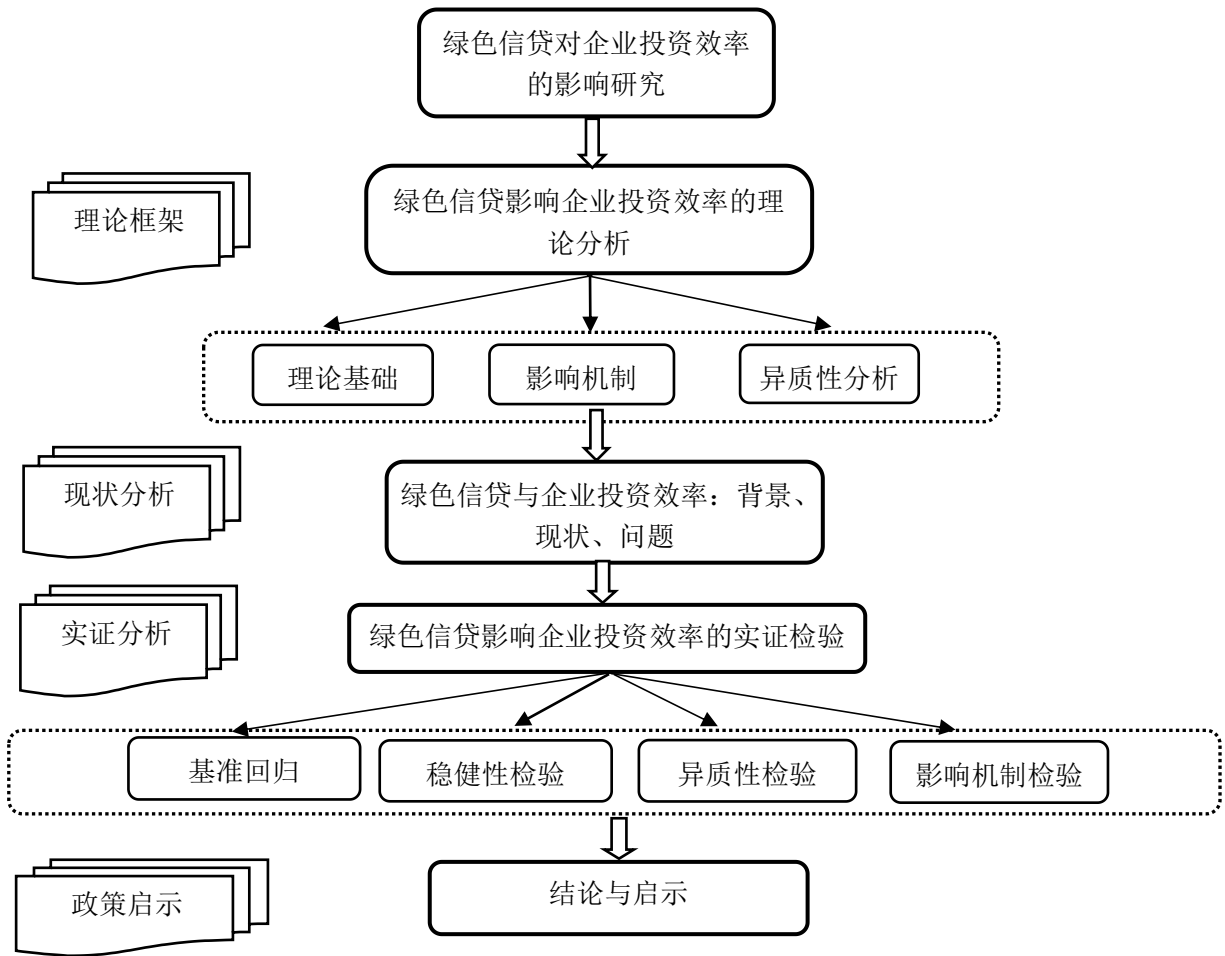 绿色信贷对企业投资效率
的影响研究
理论框架
绿色信贷影响企业投资效率的理
论分析
理论基础
影响机制
异质性分析
现状分析
绿色信贷与企业投资效率：背景、
现状、问题
实证分析
绿色信贷影响企业投资效率的实证检验
基准回归
稳健性检验
异质性检验
影响机制检验
政策启示
结论与启示